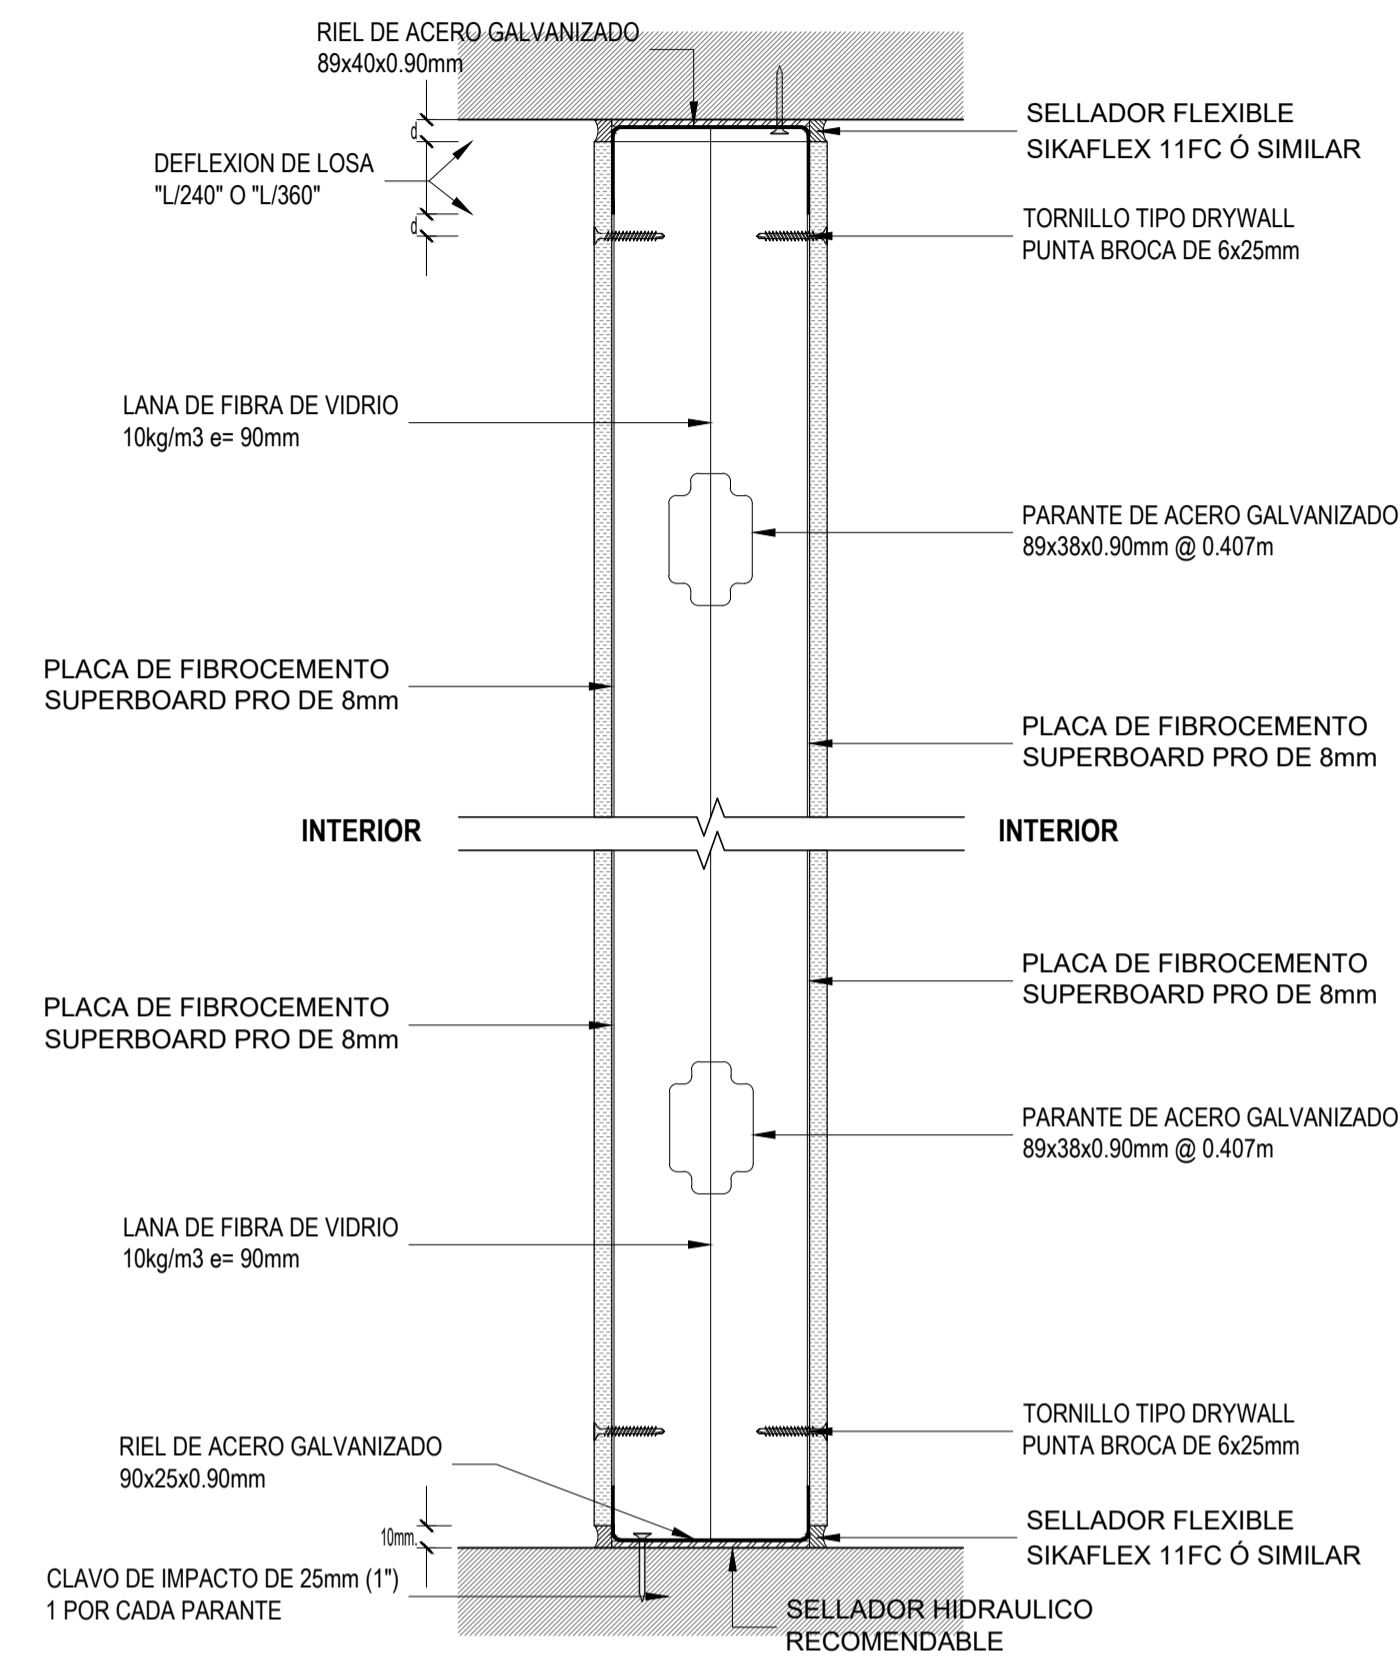 RIEL DE ACERO GALVANIZADO
89x40x0.90mm
SELLADOR FLEXIBLE
SIKAFLEX 11FC Ó SIMILAR
d
DEFLEXION DE LOSA
"L/240" O "L/360"
d
TORNILLO TIPO DRYWALL
PUNTA BROCA DE 6x25mm
LANA DE FIBRA DE VIDRIO
10kg/m3 e= 90mm
PARANTE DE ACERO GALVANIZADO
89x38x0.90mm @ 0.407m
PLACA DE FIBROCEMENTO
SUPERBOARD PRO DE 8mm
PLACA DE FIBROCEMENTO
SUPERBOARD PRO DE 8mm
INTERIOR
INTERIOR
PLACA DE FIBROCEMENTO
SUPERBOARD PRO DE 8mm
PLACA DE FIBROCEMENTO
SUPERBOARD PRO DE 8mm
PARANTE DE ACERO GALVANIZADO
89x38x0.90mm @ 0.407m
LANA DE FIBRA DE VIDRIO
10kg/m3 e= 90mm
TORNILLO TIPO DRYWALL
PUNTA BROCA DE 6x25mm
RIEL DE ACERO GALVANIZADO
90x25x0.90mm
10mm.
SELLADOR FLEXIBLE
SIKAFLEX 11FC Ó SIMILAR
CLAVO DE IMPACTO DE 25mm (1")
1 POR CADA PARANTE
SELLADOR HIDRAULICO
RECOMENDABLE